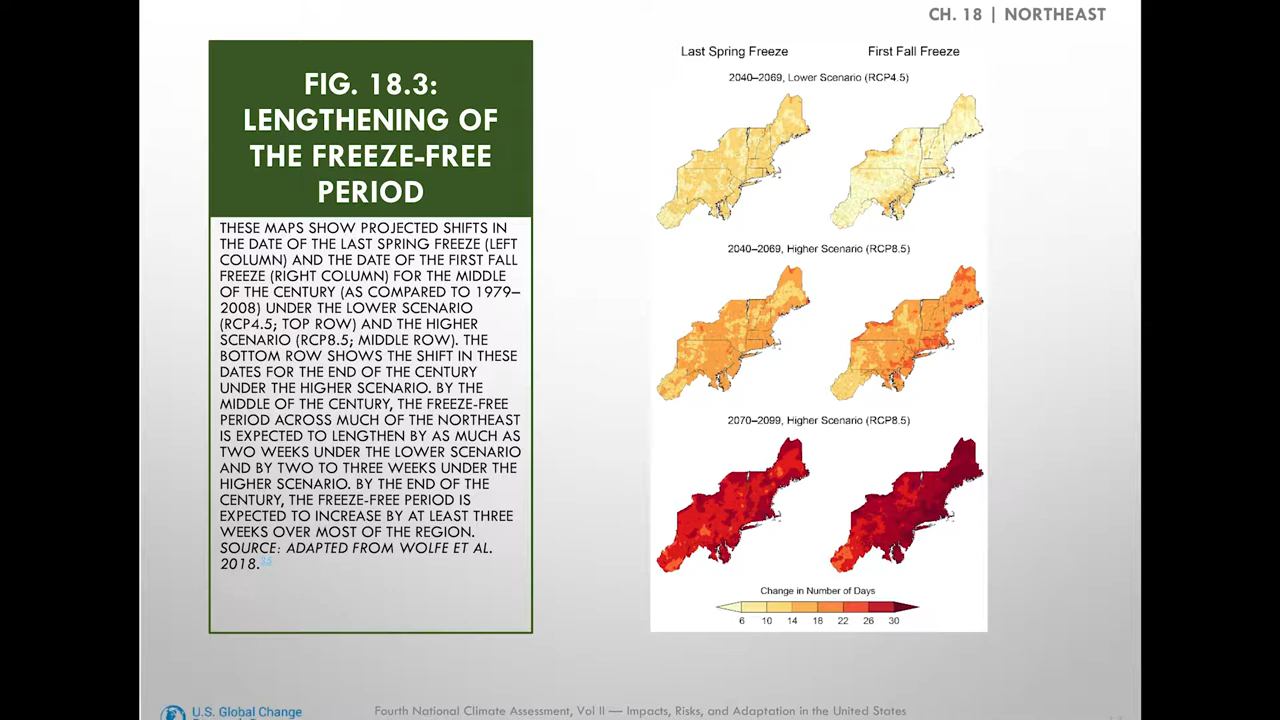 CH. 18 | NORTHEAST
FIG. 18.3:
LENGTHENING OF
THE FREEZE-FREE
PERIOD
THESE MAPS SHOW PROJECTED SHIFTS IN
THE DATE OF THE LAST SPRING FREEZE (LEFT
COLUMN) AND THE DATE OF THE FIRST FALL
FREEZE (RIGHT COLUMN) FOR THE MIDDLE
OF THE CENTURY (AS COMPARED TO 1979–
2008) UNDER THE LOWER SCENARIO
(RCP4.5; TOP ROW) AND THE HIGHER
SCENARIO (RCP8.5; MIDDLE ROW). THE
BOTTOM ROW SHOWS THE SHIFT IN THESE
DATES FOR THE END OF THE CENTURY
UNDER THE HIGHER SCENARIO. BY THE
MIDDLE OF THE CENTURY, THE FREEZE-FREE
PERIOD ACROSS MUCH OF THE NORTHEAST
IS EXPECTED TO LENGTHEN BY AS MUCH AS
TWO WEEKS UNDER THE LOWER SCENARIO
AND BY TWO TO THREE WEEKS UNDER THE
HIGHER SCENARIO. BY THE END OF THE
CENTURY, THE FREEZE-FREE PERIOD IS
EXPECTED TO INCREASE BY AT LEAST THREE
WEEKS OVER MOST OF THE REGION.
SOURCE: ADAPTED FROM WOLFE ET AL.
2018.25
Last Spring Freeze First Fall Freeze
2040–2069, Lower Scenario (RCP4.5)
2040–2069, Higher Scenario (RCP8.5)
2070–2099, Higher Scenario (RCP8.5)
Change in Number of Days
6 10 14 18 22 26 30
U.S. Global Change
Fourth National Climate Assessment, Vol II — Impacts, Risks, and Adaptation in the United States